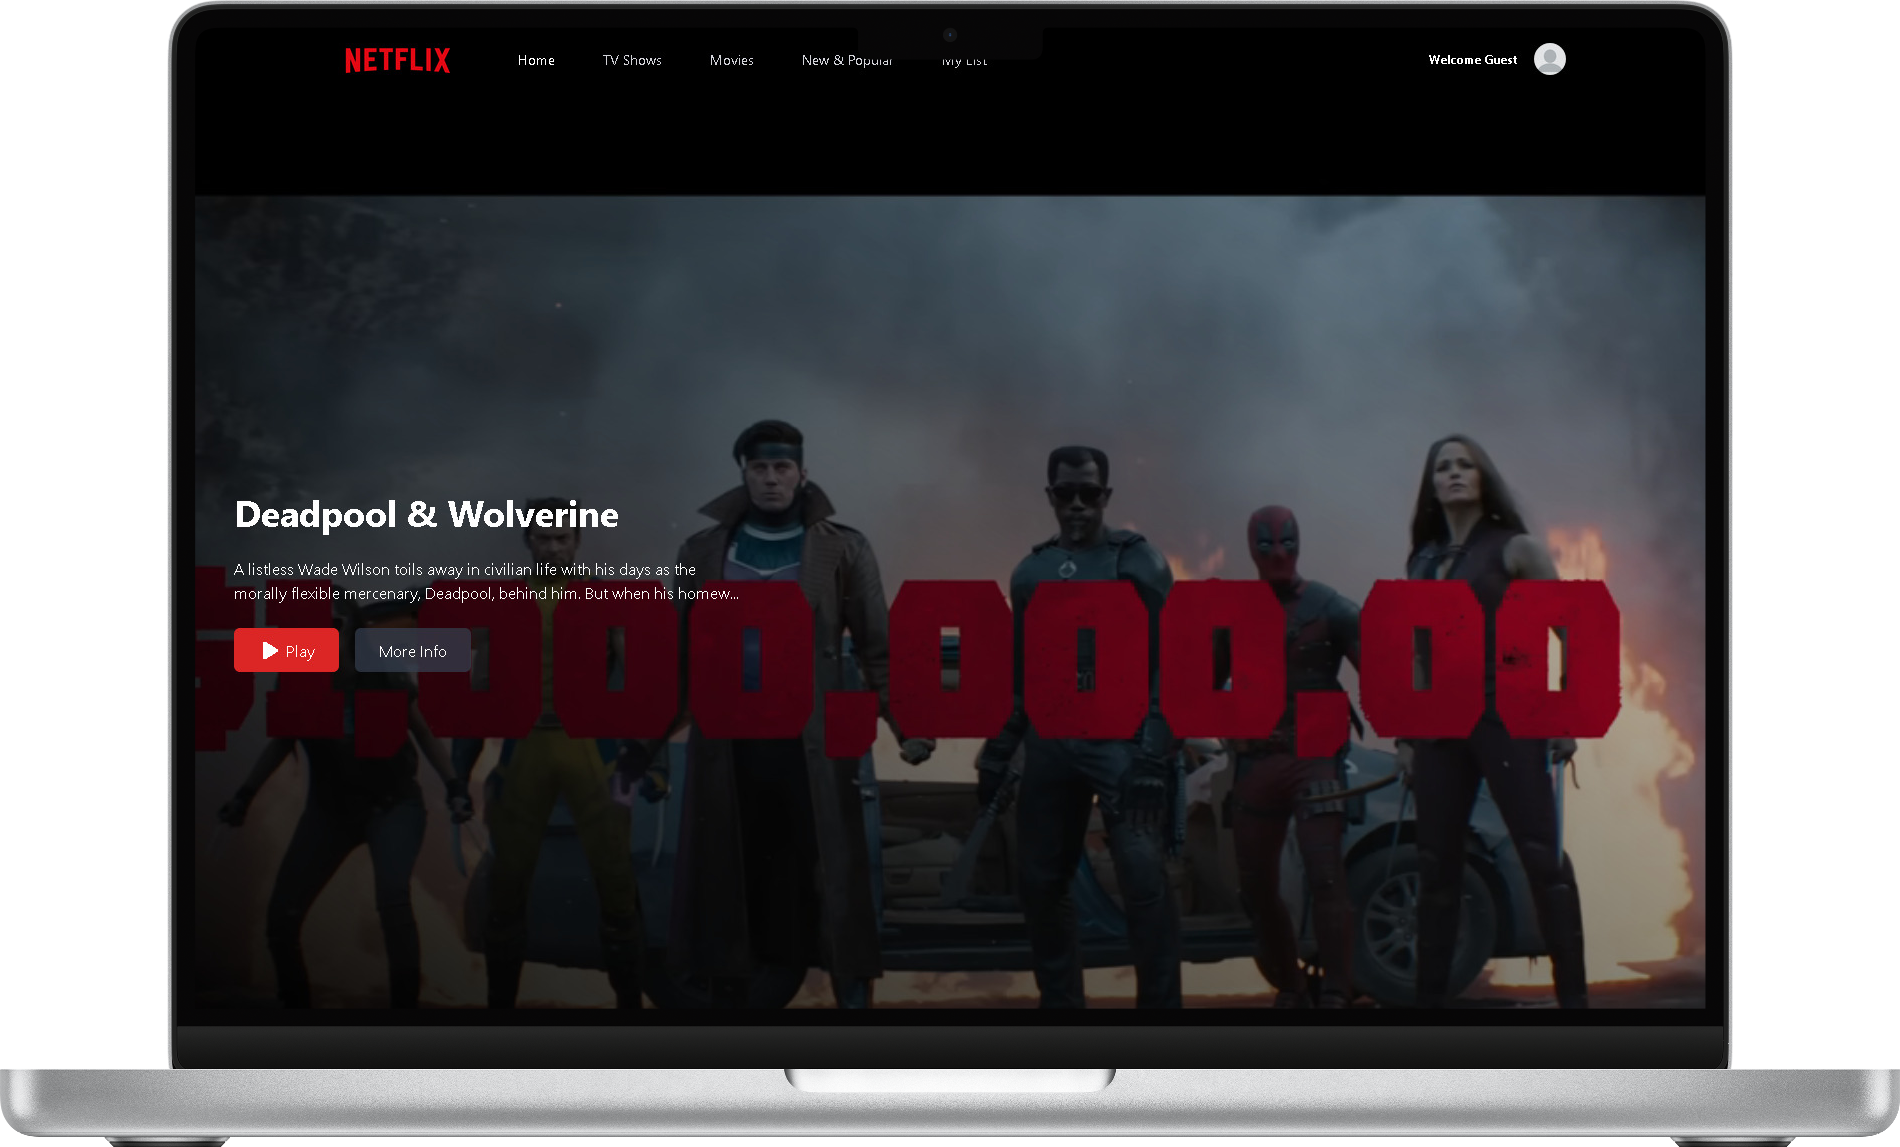 NETFLIX Home TV Shows Movies New & Popular My List Welcome Guest
Deadpool & Wolverine
A listless Wade Wilson toils away in civilian life with his days as the
morally flexible mercenary, Deadpool, behind him. But when his homew...
$1,000,000,000
Play More Info